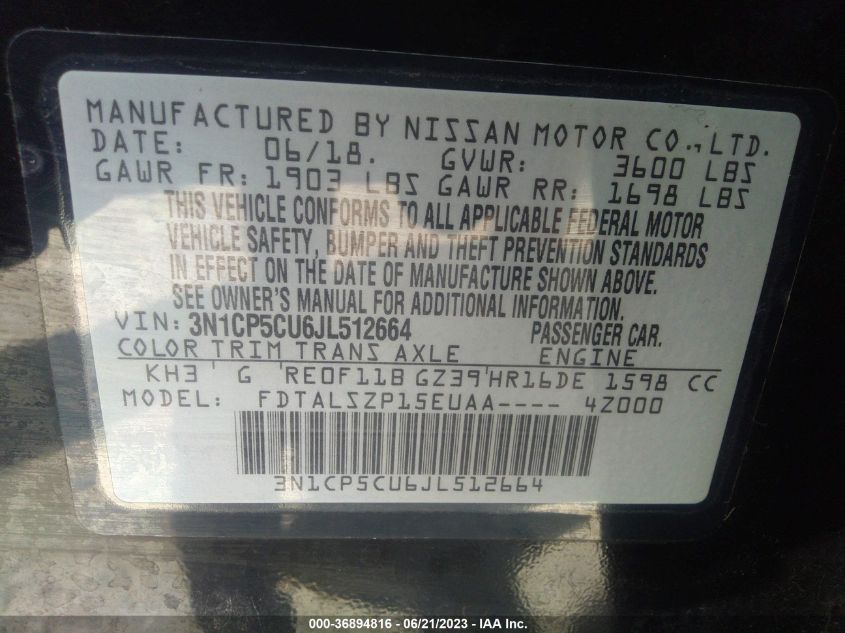 MANUFACTURED BY NISSAN MOTOR CO., LTD.
DATE: 06/18. GVWR: 3600 LBS
GAWR FR: 1903 LBS GAWR RR: 1698 LBS
THIS VEHICLE CONFORMS TO ALL APPLICABLE FEDERAL MOTOR
VEHICLE SAFETY, BUMPER AND THEFT PREVENTION STANDARDS
IN EFFECT ON THE DATE OF MANUFACTURE SHOWN ABOVE.
SEE OWNER'S MANUAL FOR ADDITIONAL INFORMATION.
VIN: 3N1CP5CU6JL512664 PASSENGER CAR.
COLOR TRIM TRANS AXLE ENGINE
KH3 ' G 'RE0F11B GZ39'HR16DE 1598 CC
MODEL: FDTALSZP15EUAA---- 4Z000
3N1CP5CU6JL512664
000-36894816 - 06/21/2023 - IAA Inc.